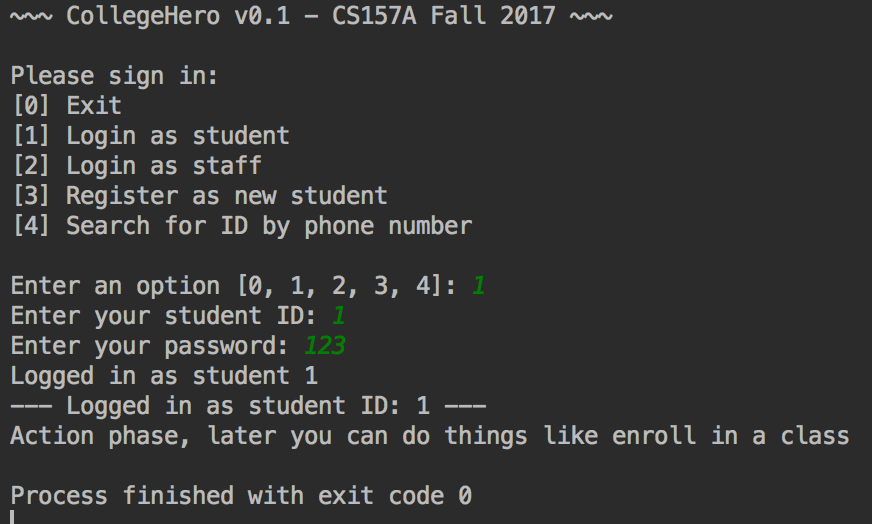 ~~~ CollegeHero v0.1 - CS157A Fall 2017 ~~~
Please sign in:
[0] Exit
[1] Login as student
[2] Login as staff
[3] Register as new student
[4] Search for ID by phone number
Enter an option [0, 1, 2, 3, 4]: 1
Enter your student ID: 1
Enter your password: 123
Logged in as student 1
--- Logged in as student ID: 1 ---
Action phase, later you can do things like enroll in a class
Process finished with exit code 0